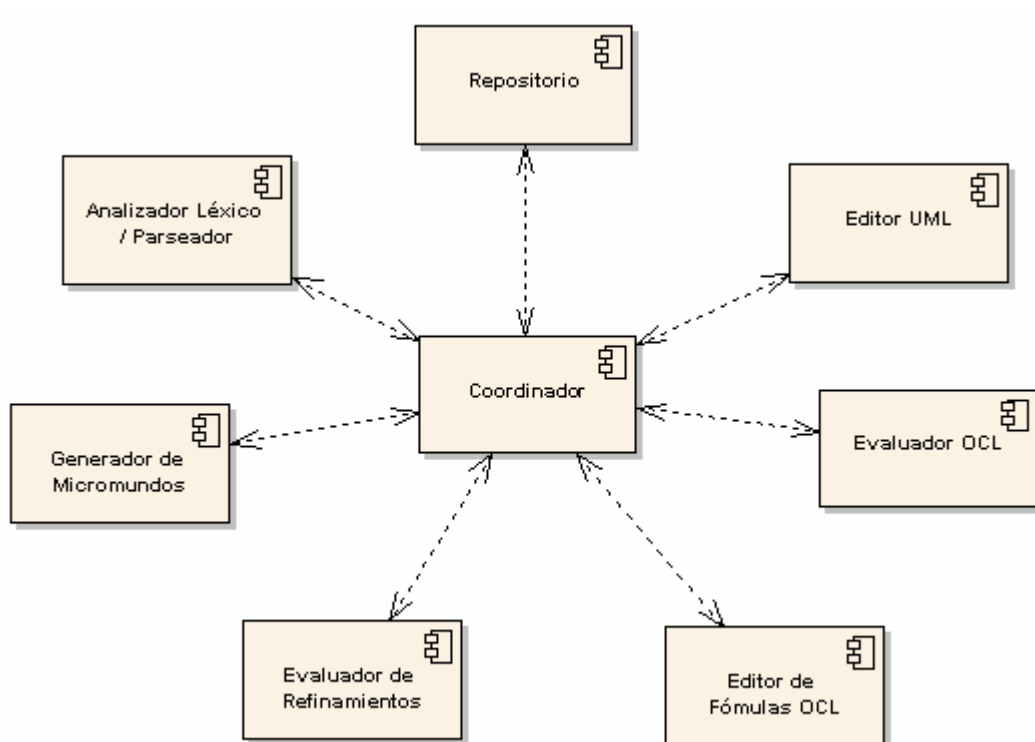 Repositorio
Analizador Léxico
/ Parseador
Editor UML
Coordinador
Generador de
Micromundos
Evaluador OCL
Evaluador de
Refinamientos
Editor de
Fómulas OCL